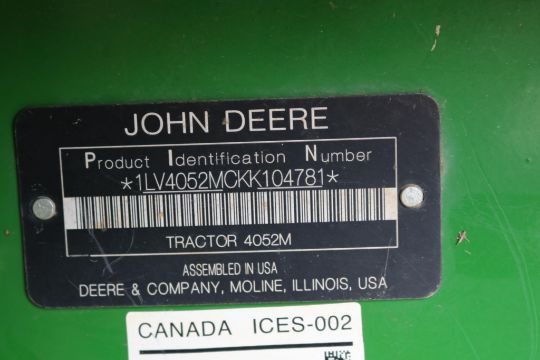 JOHN DEERE
Product Identification Number
*1LV4052MCKK104781*
TRACTOR 4052M
ASSEMBLED IN USA
DEERE & COMPANY, MOLINE, ILLINOIS, USA
CANADA ICES-002